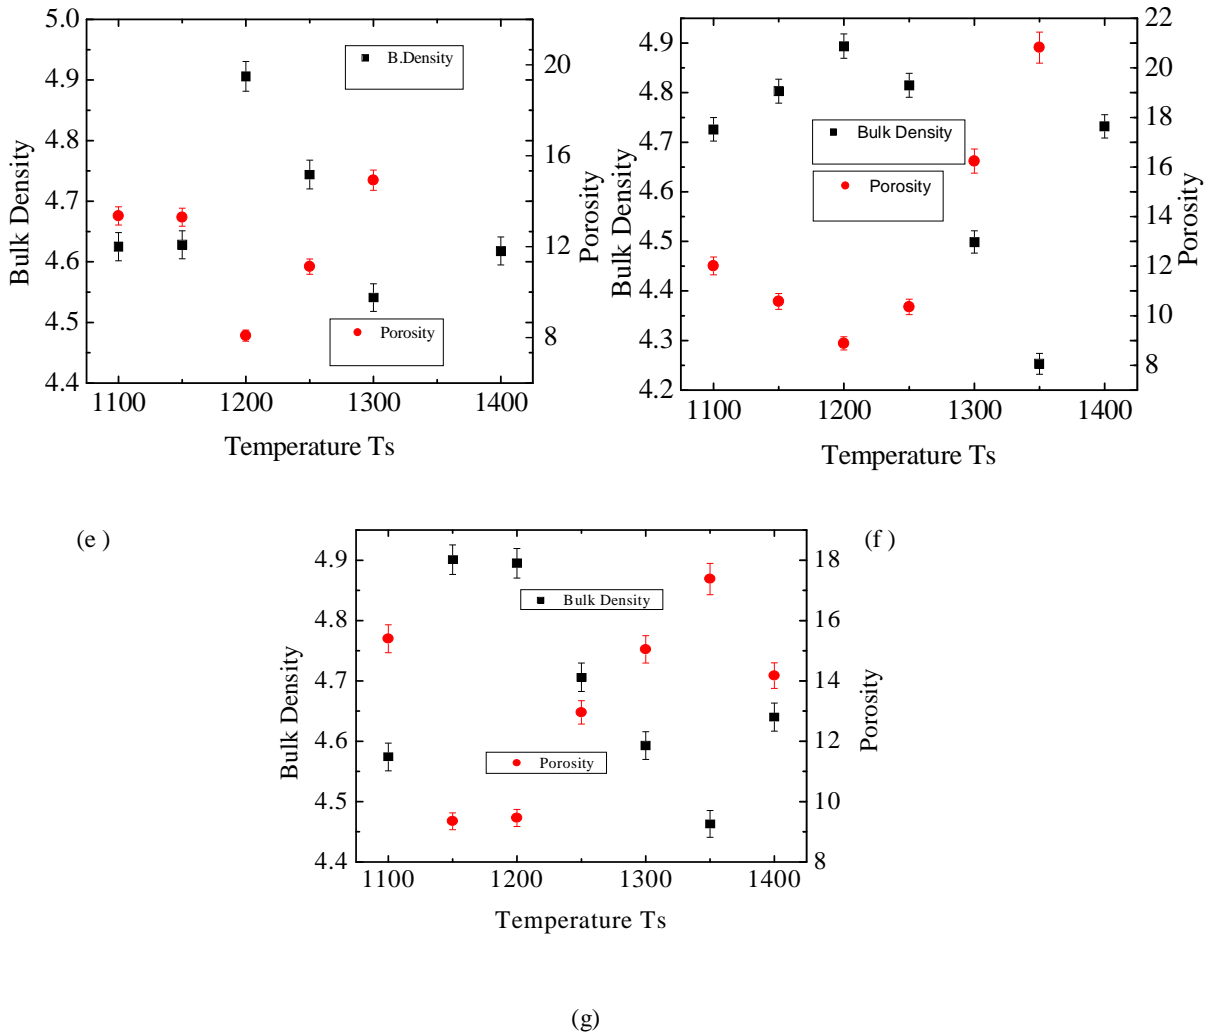 5.0
4.9
4.8
4.7
4.6
4.5
4.4
Bulk Density
B.Density
Porosity
20
16
12
8
Porosity
1100 1200 1300 1400
Temperature Ts
(e )
4.9
4.8
4.7
4.6
4.5
4.4
4.3
4.2
Bulk Density
Bulk Density
Porosity
22
20
18
16
14
12
10
8
Porosity
1100 1200 1300 1400
Temperature Ts
(f)
4.9
4.8
4.7
4.6
4.5
4.4
Bulk Density
Bulk Density
Porosity
18
16
14
12
10
8
Porosity
1100 1200 1300 1400
Temperature Ts
(g)